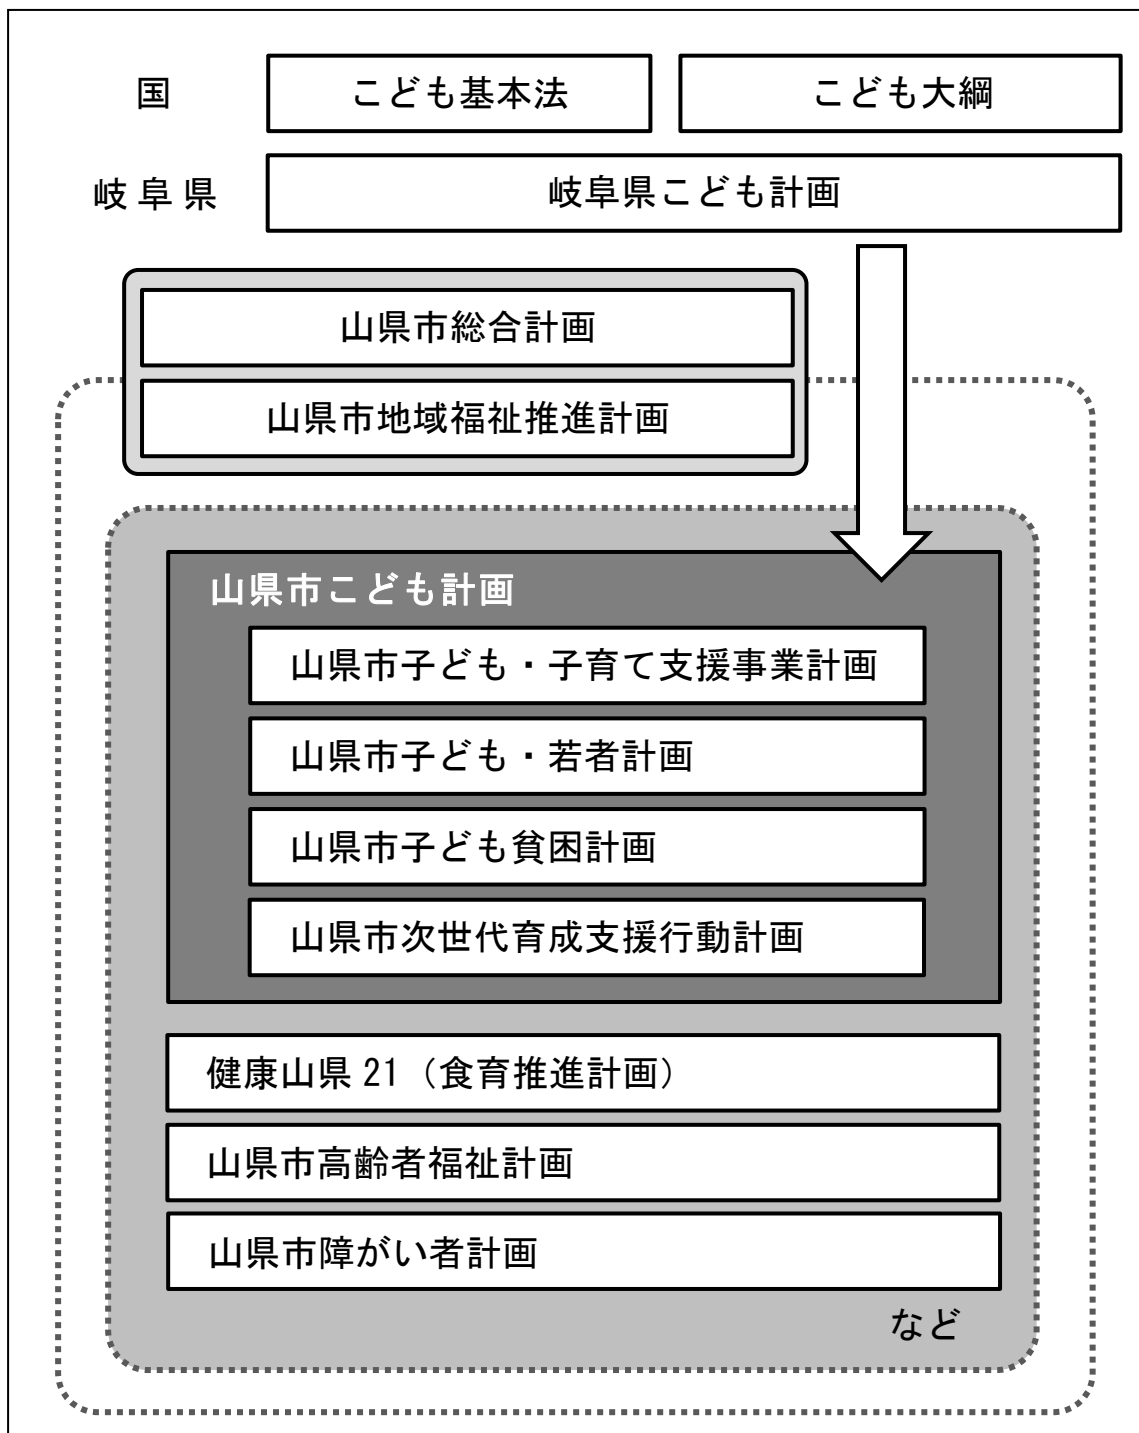 国
こども基本法
こども大綱
岐阜県
岐阜県こども計画
山県市総合計画
山県市地域福祉推進計画
山県市こども計画
山県市子ども・子育て支援事業計画
山県市子ども・若者計画
山県市子ども貧困計画
山県市次世代育成支援行動計画
健康山県 21（食育推進計画）
山県市高齢者福祉計画
山県市障がい者計画
など